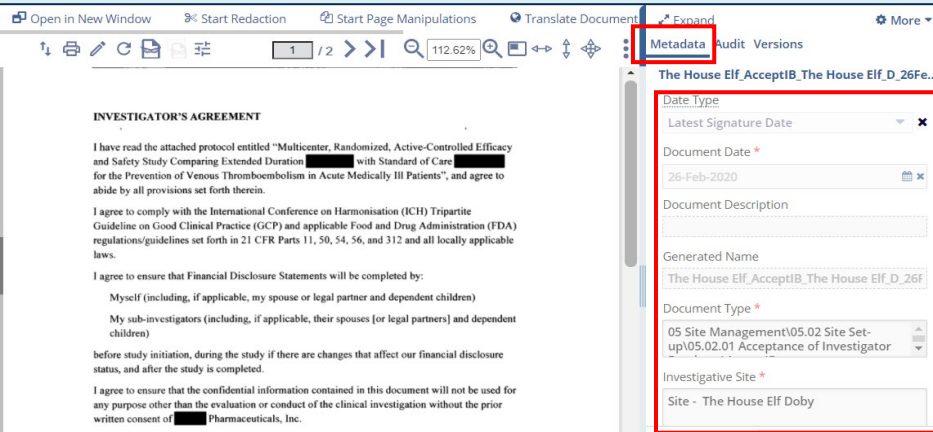 Open in New Window Start Redaction Start Page Manipulations Translate Document Expand More
1 / 2 112.62%
Metadata Audit Versions
The House Elf_AcceptIB_The House Elf_D_26Fe...
Date Type
Latest Signature Date
Document Date *
26-Feb-2020
Document Description
Generated Name
The House Elf_AcceptIB_The House Elf_D_26F
Document Type *
05 Site Management\05.02 Site Set-
up\05.02.01 Acceptance of Investigator
Investigative Site *
Site - The House Elf Doby
INVESTIGATOR'S AGREEMENT
I have read the attached protocol entitled “Multicenter, Randomized, Active-Controlled Efficacy
and Safety Study Comparing Extended Duration with Standard of Care
for the Prevention of Venous Thromboembolism in Acute Medically Ill Patients”, and agree to
abide by all provisions set forth therein.
I agree to comply with the International Conference on Harmonisation (ICH) Tripartite
Guideline on Good Clinical Practice (GCP) and applicable Food and Drug Administration (FDA)
regulations/guidelines set forth in 21 CFR Parts 11, 50, 54, 56, and 312 and all locally applicable
laws.
I agree to ensure that Financial Disclosure Statements will be completed by:
Myself (including, if applicable, my spouse or legal partner and dependent children)
My sub-investigators (including, if applicable, their spouses [or legal partners] and dependent
children)
before study initiation, during the study if there are changes that affect our financial disclosure
status, and after the study is completed.
I agree to ensure that the confidential information contained in this document will not be used for
any purpose other than the evaluation or conduct of the clinical investigation without the prior
written consent of Pharmaceuticals, Inc.